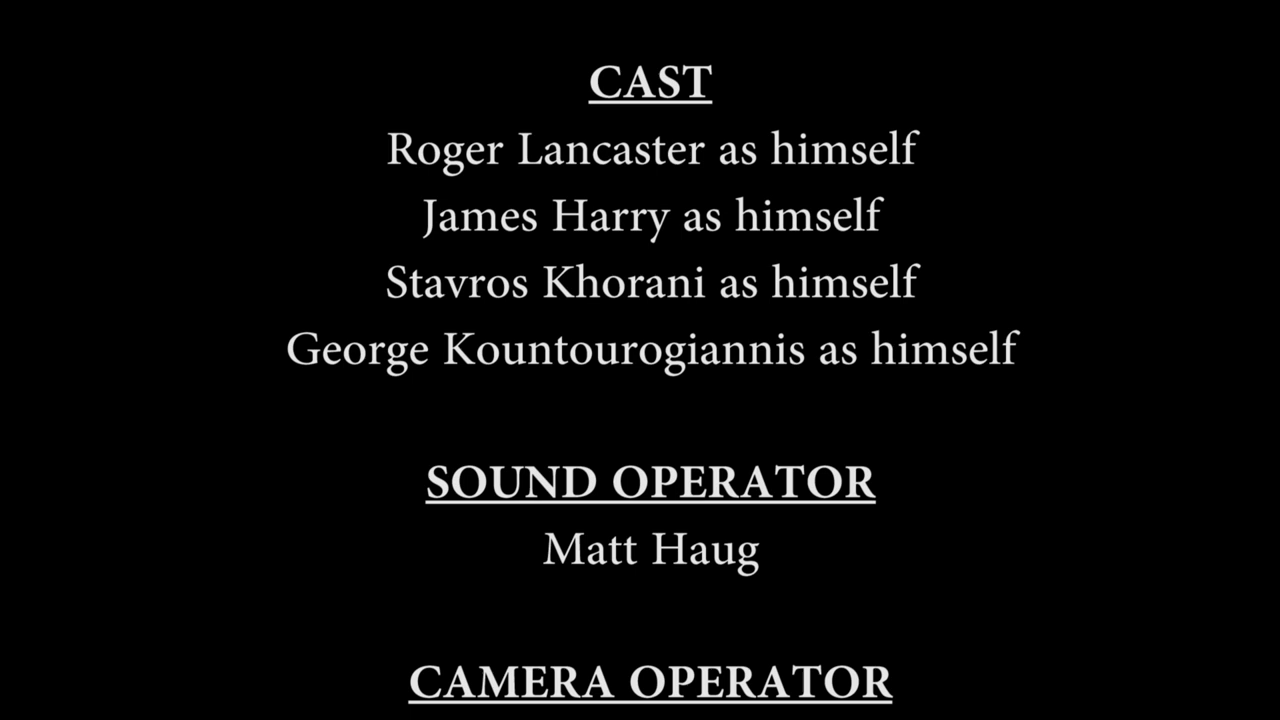 CAST
Roger Lancaster as himself
James Harry as himself
Stavros Khorani as himself
George Kountourogiannis as himself
SOUND OPERATOR
Matt Haug
CAMERA OPERATOR